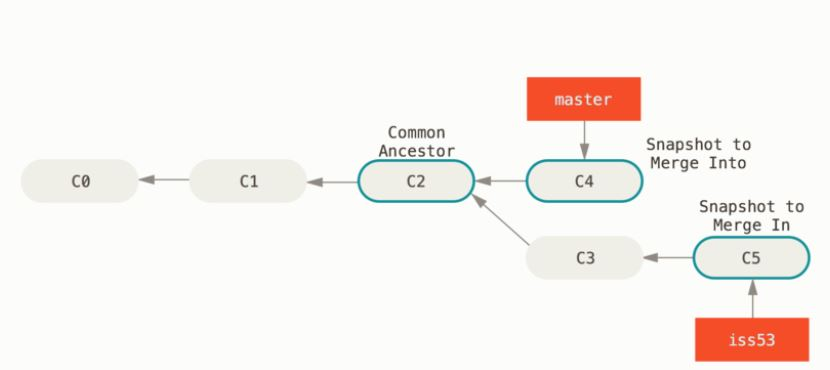 master
Common
Ancestor
Snapshot to
Merge Into
C0
C1
C2
C4
Snapshot to
Merge In
C3
C5
iss53